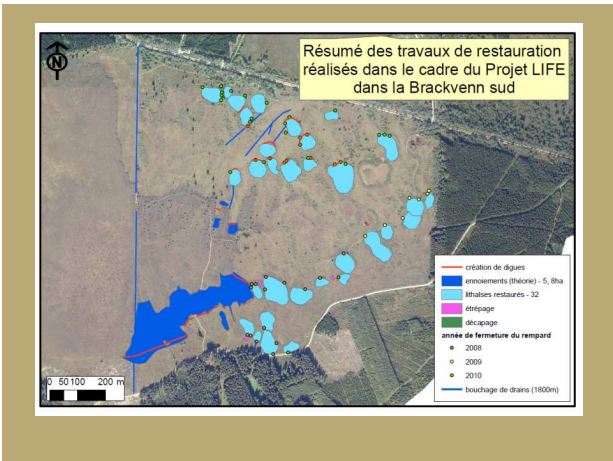 Résumé des travaux de restauration
réalisés dans le cadre du Projet LIFE
dans la Brackvenn sud
N
création de digues
ennoiements (théorie) - 5, 8ha
lithalses restaurés - 32
étrépage
décapage
année de fermeture du rempard
2008
2009
2010
bouchage de drains (1800m)
0 50 100 200 m